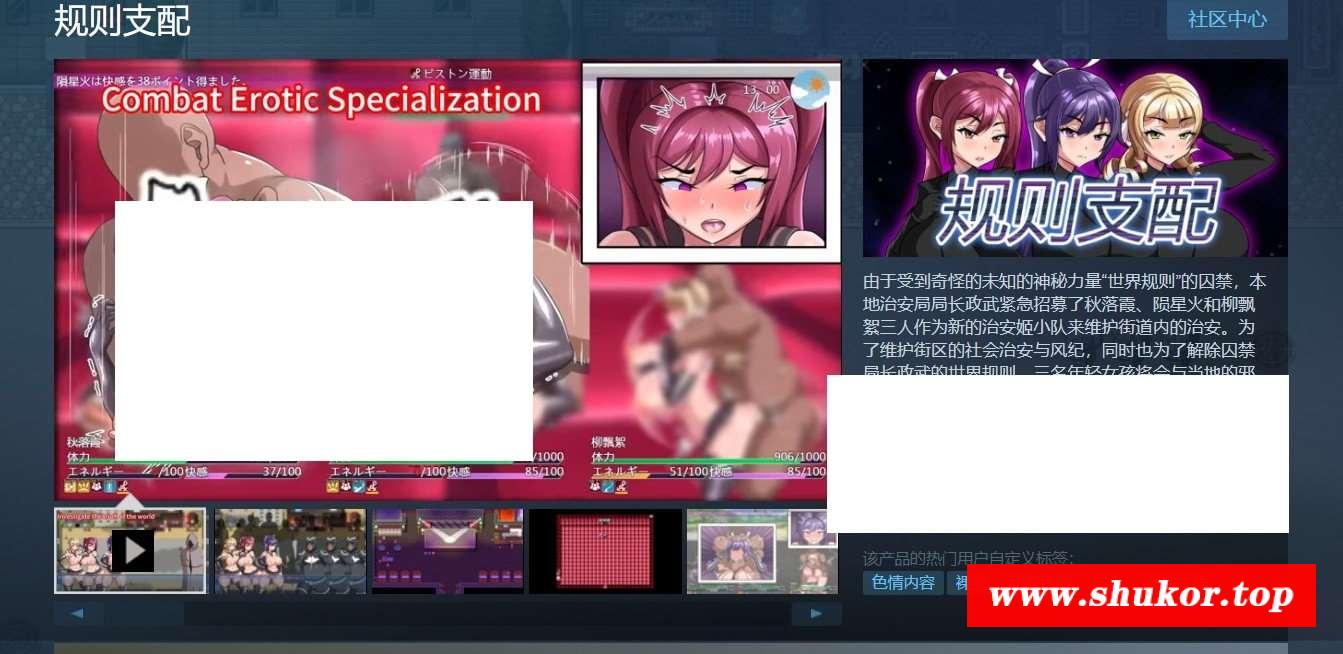 规则支配
社区中心
隕星火は快感を38ポイント得ました。
ピストン運動
Combat Erotic Specialization
13:00
规则支配
由于受到奇怪的未知的神秘力量“世界规则”的囚禁，本
地治安局局长政武紧急招募了秋落霞、陨星火和柳飘
絮三人作为新的治安姬小队来维护街道内的治安。为
了维护街区的社会治安与风纪，同时也为了解除囚禁
局长政武的世界规则，三名年轻女孩将会与当地的邪
秋落霞
体力
エネルギー /100 快感 37/100
/1000
エネルギー /100 快感 85/100
柳飄絮
体力 906/1000
エネルギー 51/100 快感 85/100
该产品的热门用户自定义标签：
色情内容
www.shukor.top